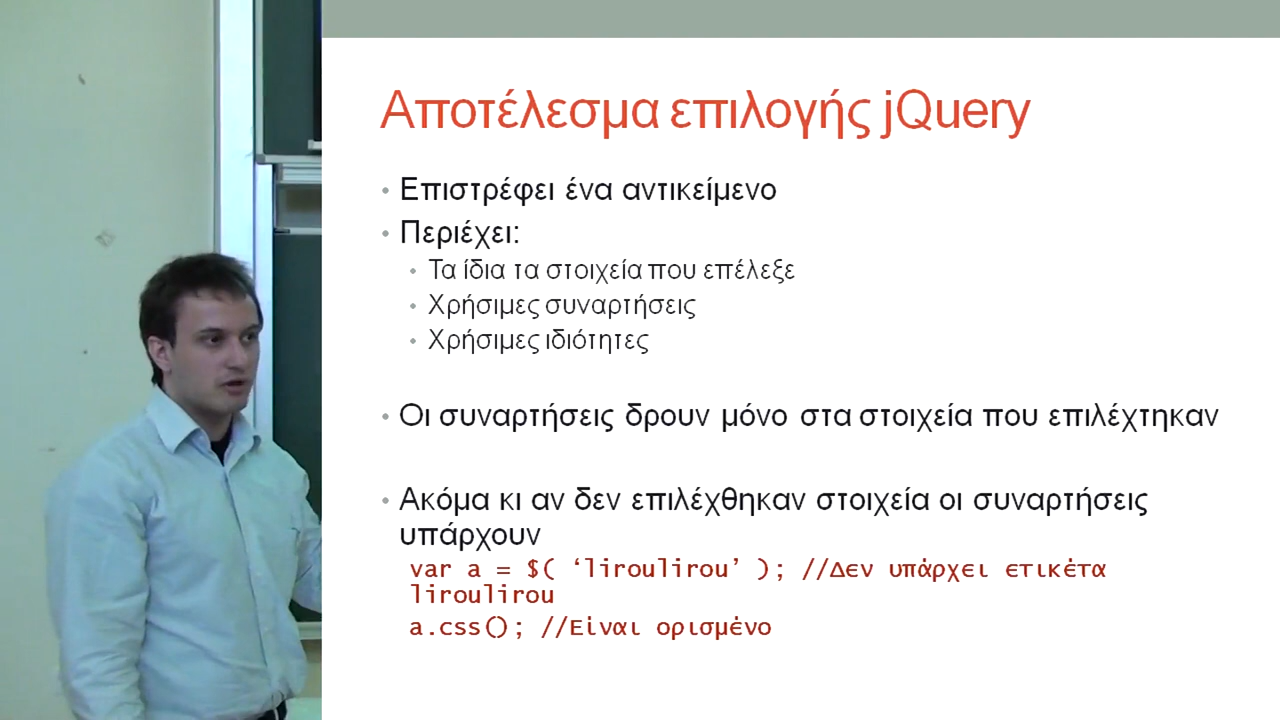 Αποτέλεσμα επιλογής jQuery
• Επιστρέφει ένα αντικείμενο
• Περιέχει:
• Τα ίδια τα στοιχεία που επέλεξε
• Χρήσιμες συναρτήσεις
• Χρήσιμες ιδιότητες
• Οι συναρτήσεις δρουν μόνο στα στοιχεία που επιλέχτηκαν
• Ακόμα κι αν δεν επιλέχθηκαν στοιχεία οι συναρτήσεις
υπάρχουν
var a = $( ‘liroulirou’ ); //Δεν υπάρχει ετικέτα
liroulirou
a.css(); //Είναι ορισμένο